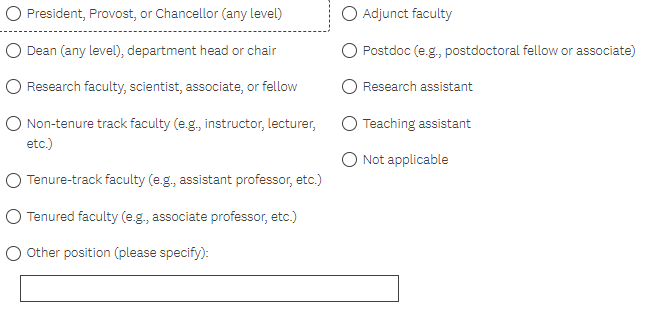 President, Provost, or Chancellor (any level)
Dean (any level), department head or chair
Research faculty, scientist, associate, or fellow
Non-tenure track faculty (e.g., instructor, lecturer,
etc.)
Tenure-track faculty (e.g., assistant professor, etc.)
Tenured faculty (e.g., associate professor, etc.)
Other position (please specify):
Adjunct faculty
Postdoc (e.g., postdoctoral fellow or associate)
Research assistant
Teaching assistant
Not applicable